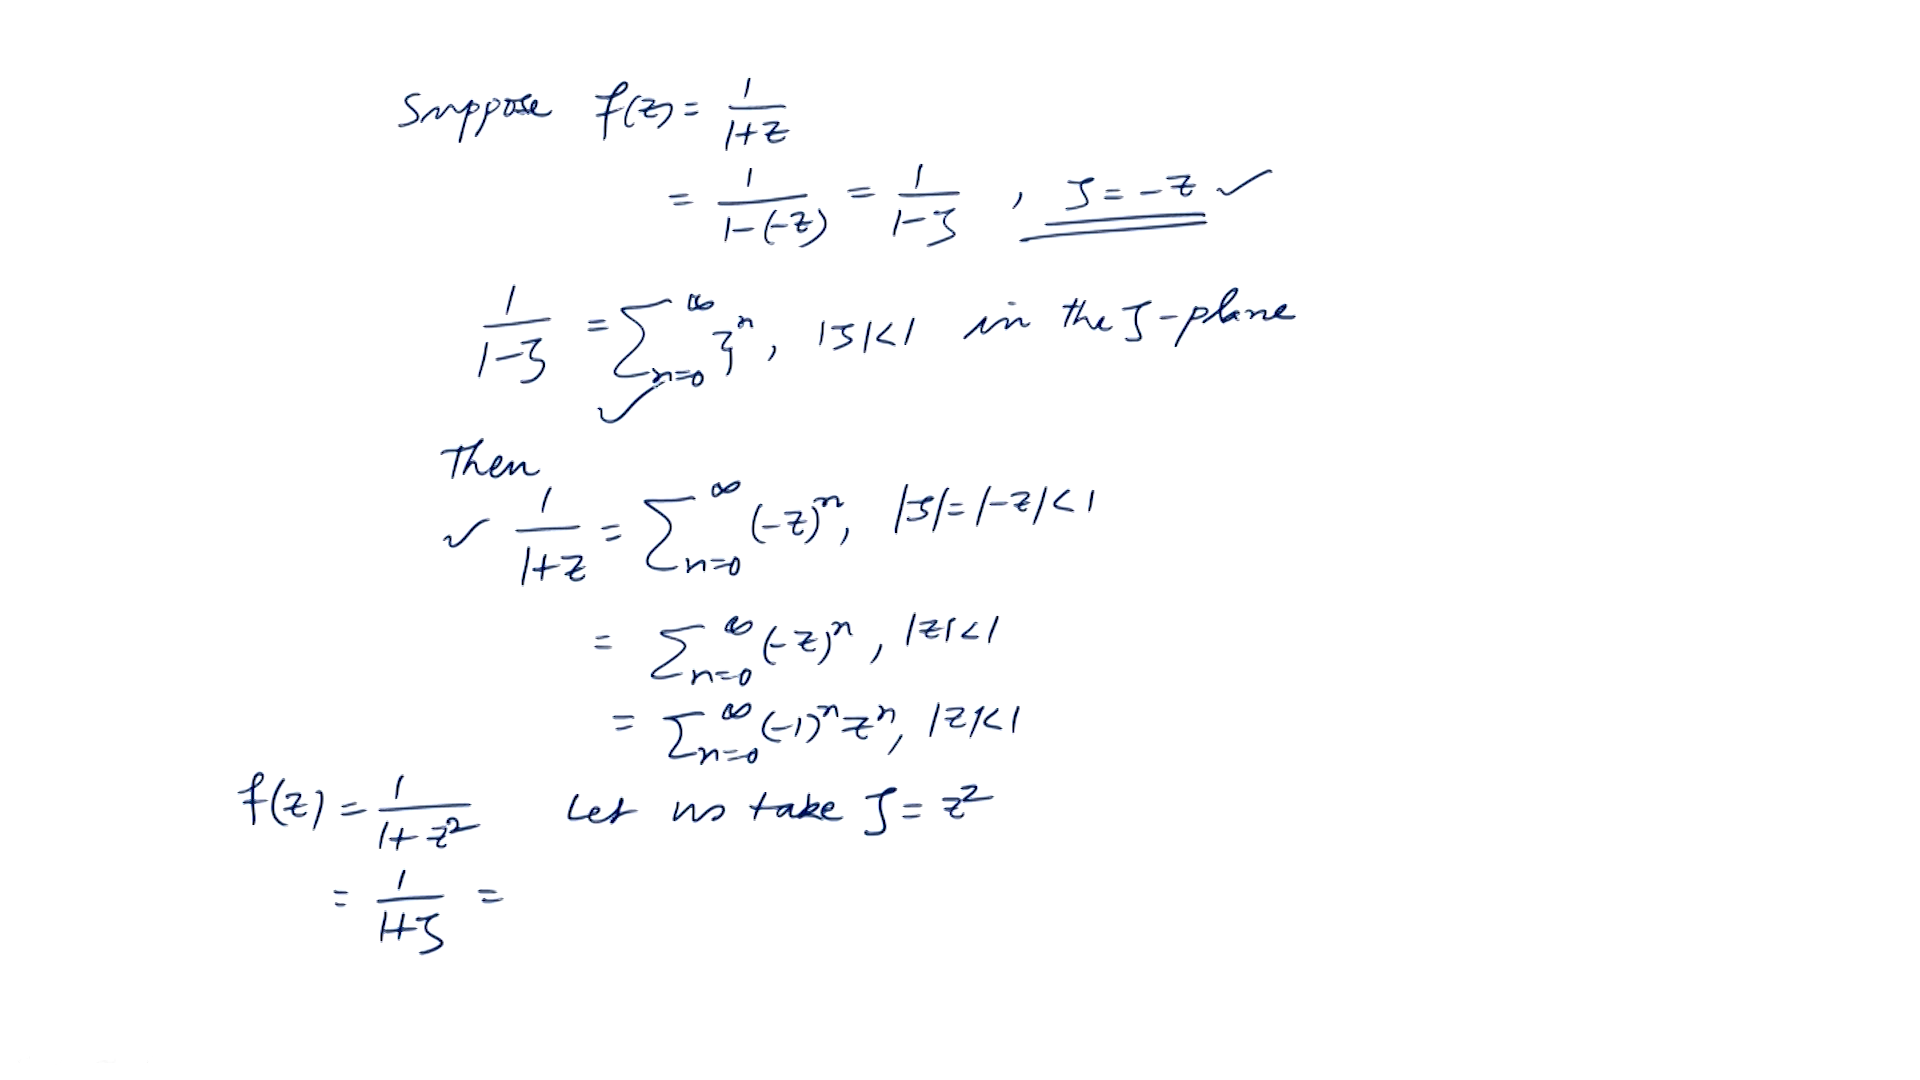 Suppose f(z) = 1/(1+z)
= 1/(1-(-z)) = 1/(1-ζ) , ζ = -z ✓
1/(1-ζ) = ∑_{n=0}^{∞} ζ^n, |ζ|<1 in the ζ-plane
✓
Then
✓ 1/(1+z) = ∑_{n=0}^{∞} (-z)^n, |ζ| = |-z| < 1
= ∑_{n=0}^{∞} (-z)^n, |z|<1
= ∑_{n=0}^{∞} (-1)^n z^n, |z|<1
f(z) = 1/(1+z^2) Let us take ζ = z^2
= 1/(1+ζ) =